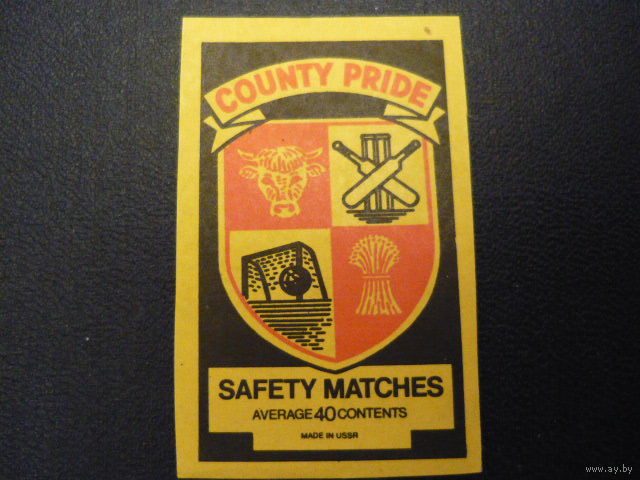 COUNTY PRIDE
SAFETY MATCHES
AVERAGE 40 CONTENTS
MADE IN USSR
www.ay.by